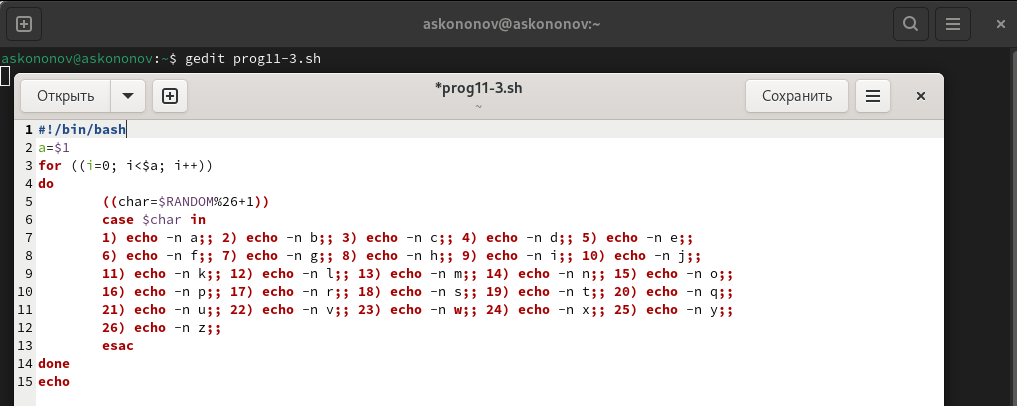 askononov@askononov:~
askononov@askononov:~$ gedit prog11-3.sh
Открыть
*prog11-3.sh
~
Сохранить
1 #!/bin/bash
2 a=$1
3 for ((i=0; i<$a; i++))
4 do
5 ((char=$RANDOM%26+1))
6 case $char in
7 1) echo -n a;; 2) echo -n b;; 3) echo -n c;; 4) echo -n d;; 5) echo -n e;;
8 6) echo -n f;; 7) echo -n g;; 8) echo -n h;; 9) echo -n i;; 10) echo -n j;;
9 11) echo -n k;; 12) echo -n l;; 13) echo -n m;; 14) echo -n n;; 15) echo -n o;;
10 16) echo -n p;; 17) echo -n r;; 18) echo -n s;; 19) echo -n t;; 20) echo -n q;;
11 21) echo -n u;; 22) echo -n v;; 23) echo -n w;; 24) echo -n x;; 25) echo -n y;;
12 26) echo -n z;;
13 esac
14 done
15 echo